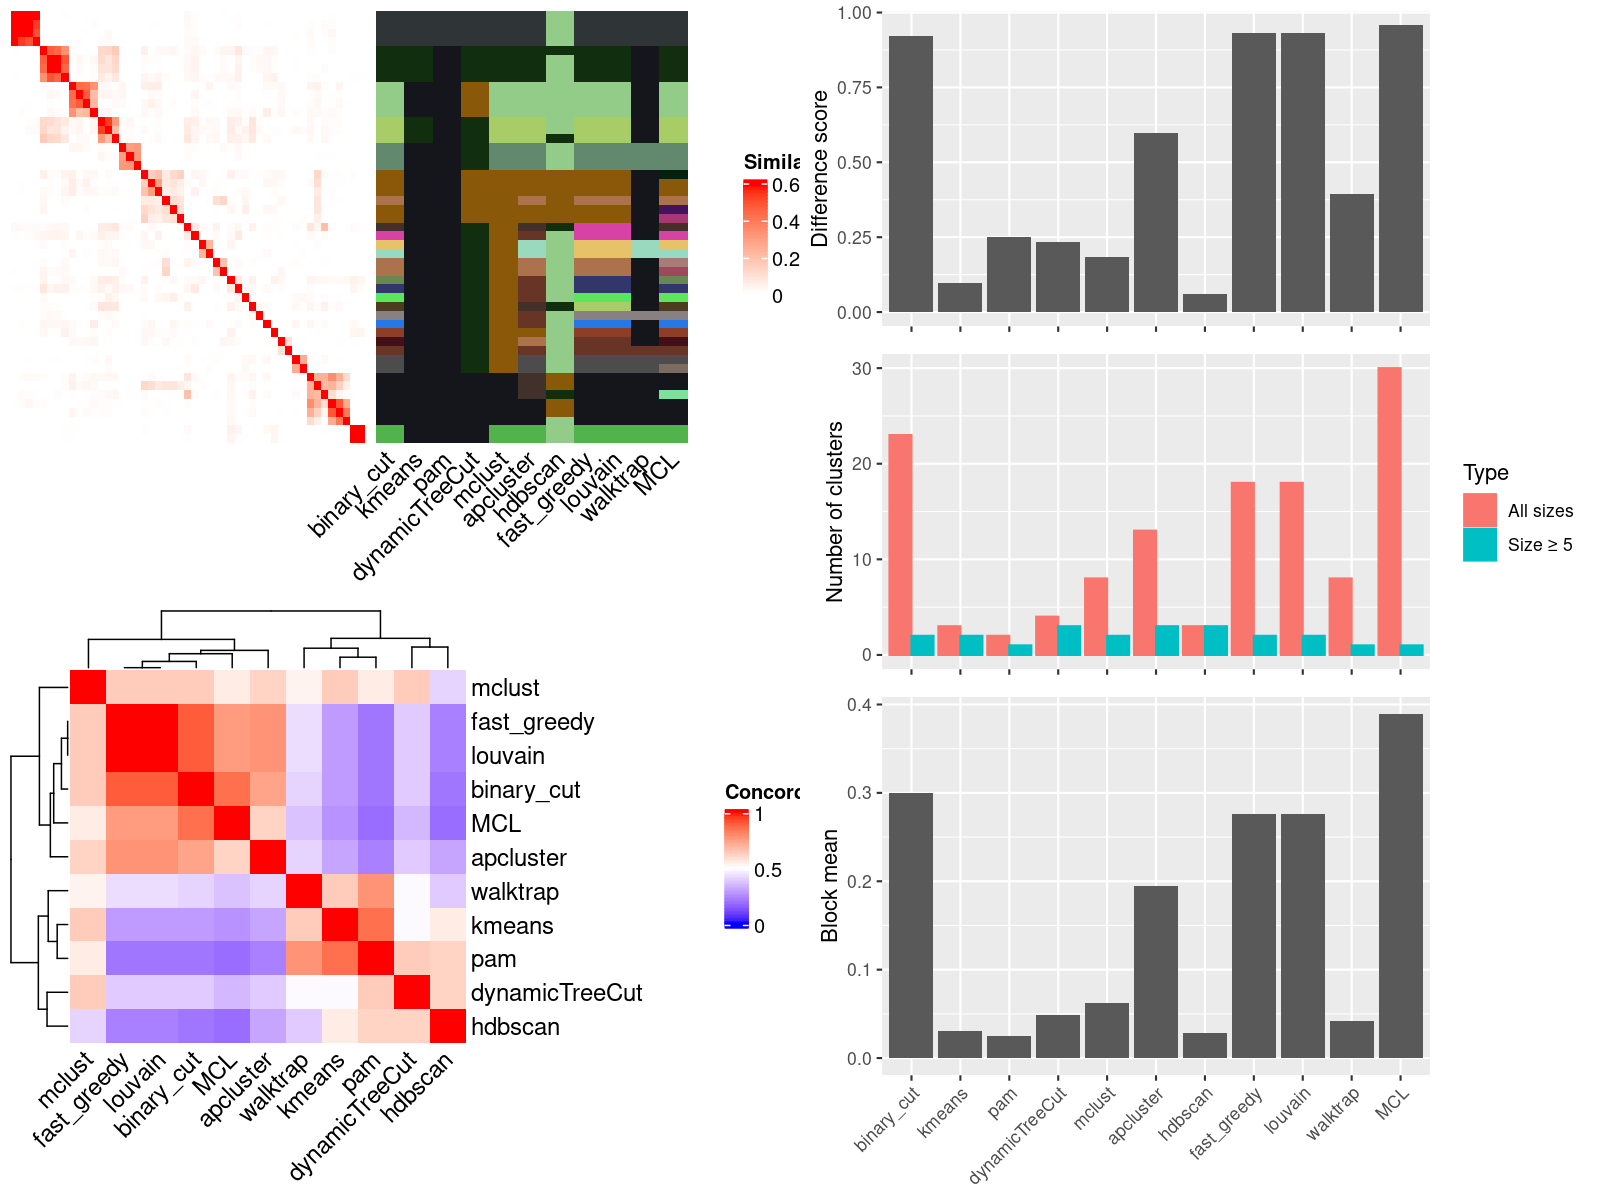 Simila
0.6
0.4
0.2
0
binary_cut
kmeans
pam
dynamicTreeCut
mclust
apcluster
hdbscan
fast_greedy
louvain
walktrap
MCL
mclust
fast_greedy
louvain
binary_cut
MCL
apcluster
walktrap
kmeans
pam
dynamicTreeCut
hdbscan
mclust
fast_greedy
louvain
binary_cut
MCL
apcluster
walktrap
kmeans
pam
dynamicTreeCut
hdbscan
Concord
1
0.5
0
Difference score
1.00
0.75
0.50
0.25
0.00
Number of clusters
30
20
10
0
Type
All sizes
Size ≥ 5
Block mean
0.4
0.3
0.2
0.1
0.0
binary_cut
kmeans
pam
dynamicTreeCut
mclust
apcluster
hdbscan
fast_greedy
louvain
walktrap
MCL